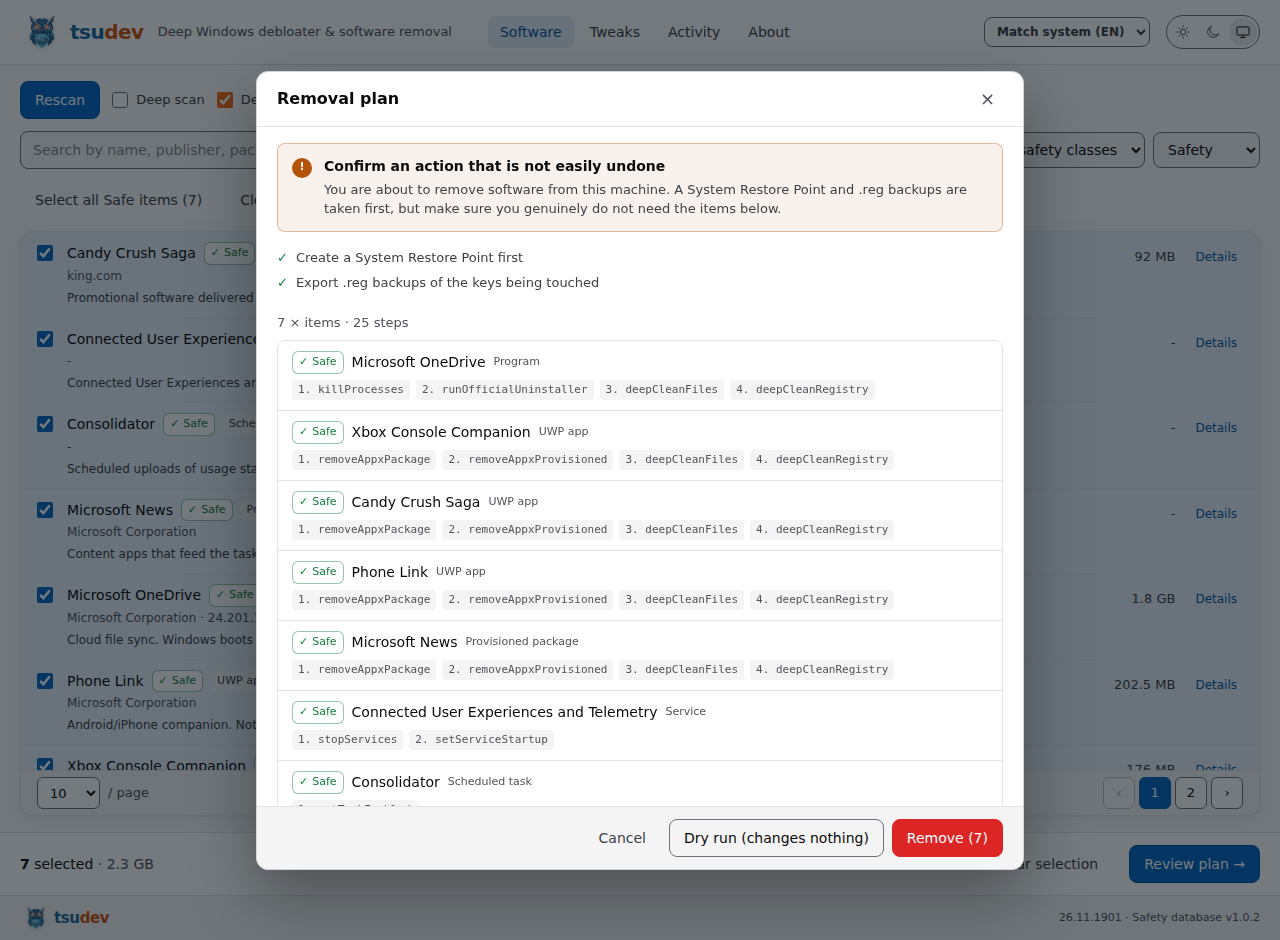 tsudev Deep Windows debloater & software removal Software Tweaks Activity About Match system (EN)
Rescan Deep scan
Search by name, publisher, safety classes Safety
Select all Safe items (7)
Candy Crush Saga ✓ Safe 92 MB Details
king.com
Promotional software delivered
Connected User Experience - Details
-
Connected User Experiences
Consolidator ✓ Safe - Details
-
Scheduled uploads of usage
Microsoft News ✓ Safe - Details
Microsoft Corporation
Content apps that feed the
Microsoft OneDrive ✓ Safe 1.8 GB Details
Microsoft Corporation · 24.201.
Cloud file sync. Windows boots
Phone Link ✓ Safe UWP 202.5 MB Details
Microsoft Corporation
Android/iPhone companion.
Xbox Console Companion 176 MB Details
10 / page ‹ 1 2 ›
7 selected · 2.3 GB selection Review plan →
tsudev 26.11.1901 · Safety database v1.0.2
Removal plan ×
! Confirm an action that is not easily undone
You are about to remove software from this machine. A System Restore Point and .reg backups are
taken first, but make sure you genuinely do not need the items below.
✓ Create a System Restore Point first
✓ Export .reg backups of the keys being touched
7 × items · 25 steps
✓ Safe Microsoft OneDrive Program
1. killProcesses 2. runOfficialUninstaller 3. deepCleanFiles 4. deepCleanRegistry
✓ Safe Xbox Console Companion UWP app
1. removeAppxPackage 2. removeAppxProvisioned 3. deepCleanFiles 4. deepCleanRegistry
✓ Safe Candy Crush Saga UWP app
1. removeAppxPackage 2. removeAppxProvisioned 3. deepCleanFiles 4. deepCleanRegistry
✓ Safe Phone Link UWP app
1. removeAppxPackage 2. removeAppxProvisioned 3. deepCleanFiles 4. deepCleanRegistry
✓ Safe Microsoft News Provisioned package
1. removeAppxPackage 2. removeAppxProvisioned 3. deepCleanFiles 4. deepCleanRegistry
✓ Safe Connected User Experiences and Telemetry Service
1. stopServices 2. setServiceStartup
✓ Safe Consolidator Scheduled task
Cancel Dry run (changes nothing) Remove (7)